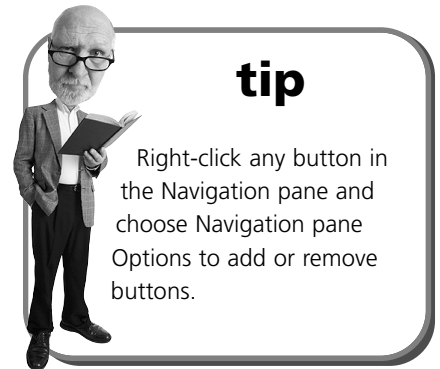 tip
Right-click any button in
the Navigation pane and
choose Navigation pane
Options to add or remove
buttons.